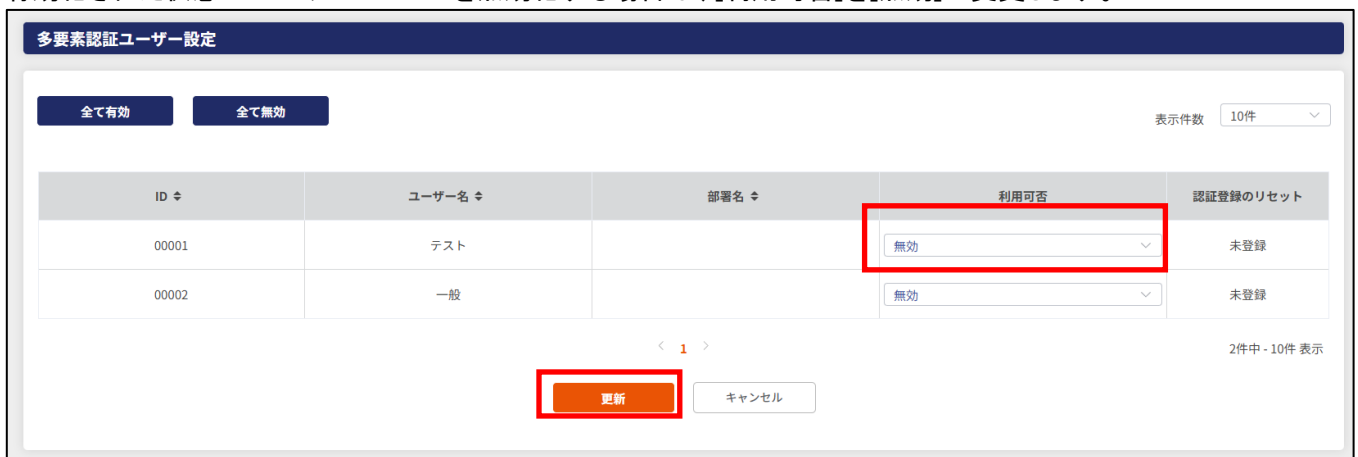 多要素認証ユーザー設定
全て有効 全て無効 表示件数 10件
ID ユーザー名 部署名 利用可否 認証登録のリセット
00001 テスト 無効 未登録
00002 一般 無効 未登録
< 1 >
2件中 - 10件 表示
更新 キャンセル